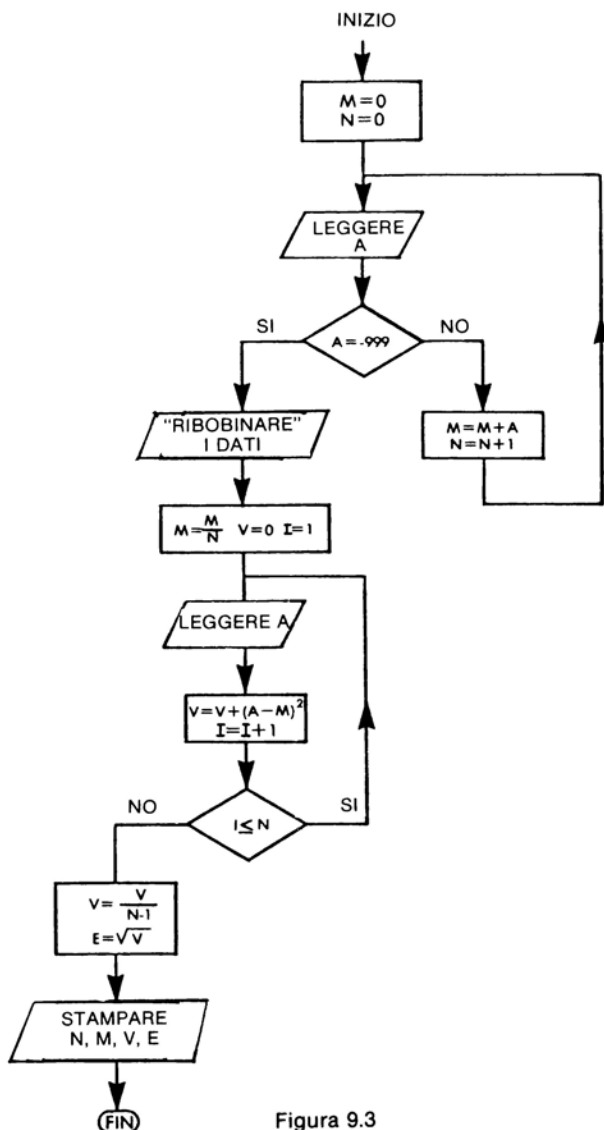 INIZIO
M=0
N=0
LEGGERE
A
SI
A=-999
NO
"RIBOBINARE"
I DATI
M=M+A
N=N+1
M=M/N V=0 I=1
LEGGERE A
V=V+(A-M)²
I=I+1
NO
I≤N
SI
V=V/N-1
E=√V
STAMPARE
N, M, V, E
FIN
Figura 9.3